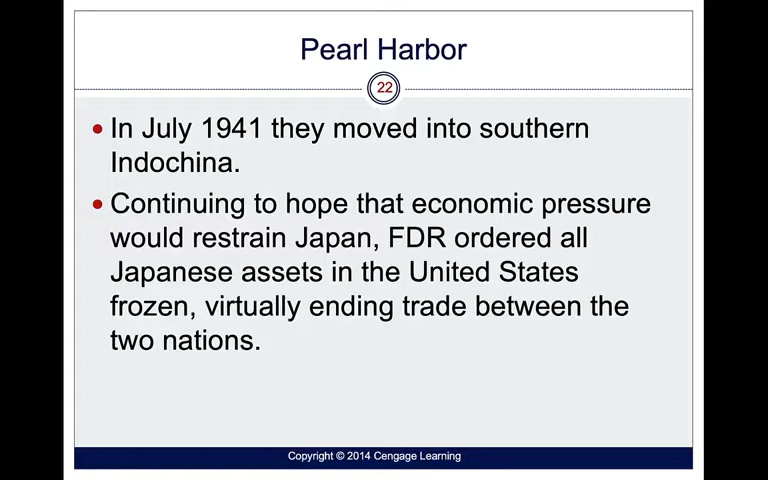 Pearl Harbor
22
• In July 1941 they moved into southern
Indochina.
• Continuing to hope that economic pressure
would restrain Japan, FDR ordered all
Japanese assets in the United States
frozen, virtually ending trade between the
two nations.
Copyright © 2014 Cengage Learning